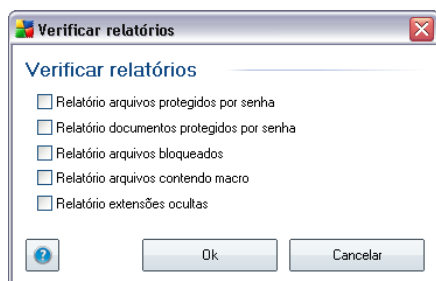 Verificar relatórios
Verificar relatórios
Relatório arquivos protegidos por senha
Relatório documentos protegidos por senha
Relatório arquivos bloqueados
Relatório arquivos contendo macro
Relatório extensões ocultas
? Ok Cancelar